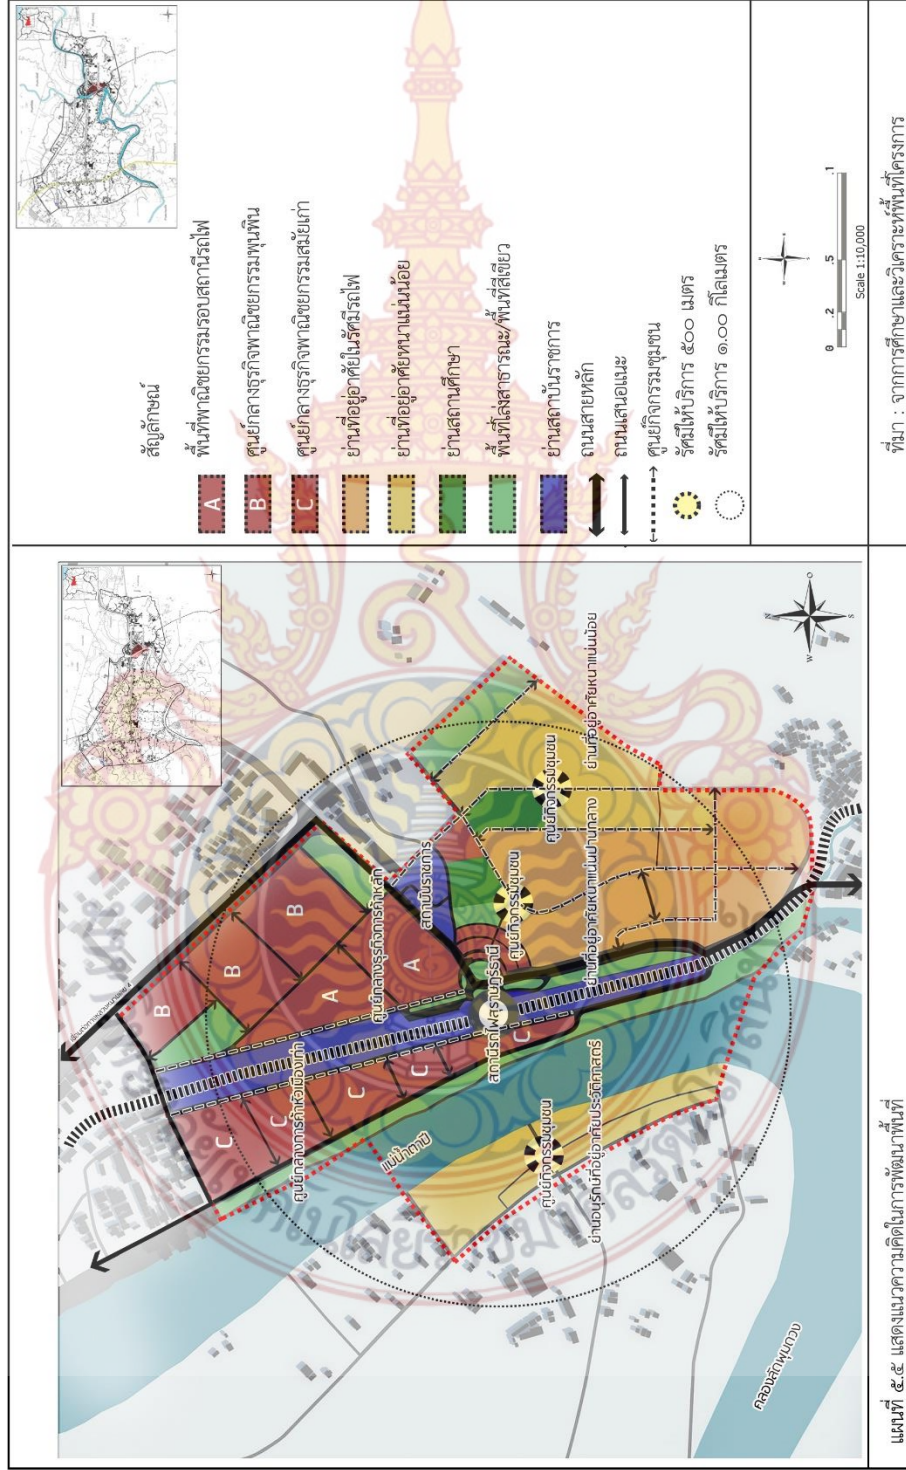 สัญลักษณ์
A พื้นที่พาณิชยกรรมรอบสถานีรถไฟ
B ศูนย์กลางธุรกิจพาณิชยกรรมพุนพิน
C ศูนย์กลางธุรกิจพาณิชยกรรมสมัยเก่า
ย่านที่อยู่อาศัยในรัศมีรถไฟ
ย่านที่อยู่อาศัยหนาแน่นน้อย
ย่านสถานศึกษา
พื้นที่โล่งสาธารณะ/พื้นที่สีเขียว
ย่านสถาบันราชการ
ถนนสายหลัก
ถนนเสนอแนะ
ศูนย์กิจกรรมชุมชน
รัศมีให้บริการ ๕๐๐ เมตร
รัศมีให้บริการ ๑.๐๐ กิโลเมตร
0 .2 .5 1
Scale 1:10,000
ที่มา : จากการศึกษาและวิเคราะห์พื้นที่โครงการ
B
B
B
A
A
C
C
C
C
C
C
ศูนย์กลางการค้าหัวเมืองเก่า
ศูนย์กลางธุรกิจการค้าหลัก
สถาบันราชการ
แม่น้ำตาปี
สถานีรถไฟสุราษฎร์ธานี
ศูนย์กิจกรรมชุมชน
ศูนย์กิจกรรมชุมชน
ศูนย์กิจกรรมชุมชน
ย่านอนุรักษ์ที่อยู่อาศัยประวัติศาสตร์
ย่านที่อยู่อาศัยหนาแน่นปานกลาง
ย่านที่อยู่อาศัยหนาแน่นน้อย
คลองลัดพุมดวง
N
W
O
S
แผนที่ ๕.๕ แสดงแนวความคิดในการพัฒนาพื้นที่